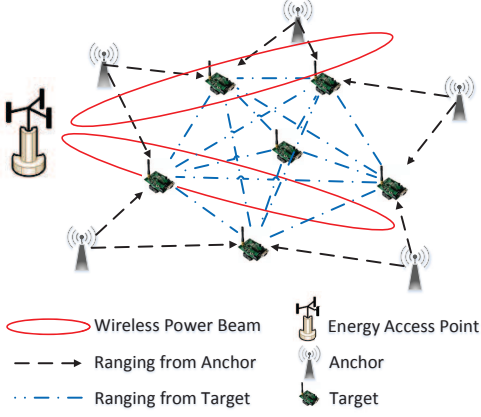 Wireless Power Beam
Energy Access Point
Ranging from Anchor
Anchor
Ranging from Target
Target